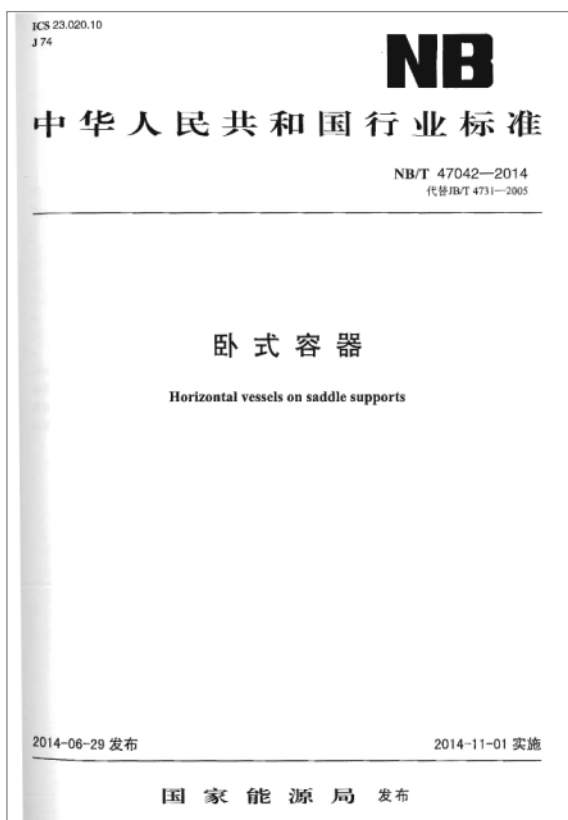 ICS 23.020.10
J 74
NB
中华人民共和国行业标准
NB/T 47042—2014
代替JB/T 4731—2005
卧式容器
Horizontal vessels on saddle supports
2014-06-29 发布
2014-11-01 实施
国家能源局 发布